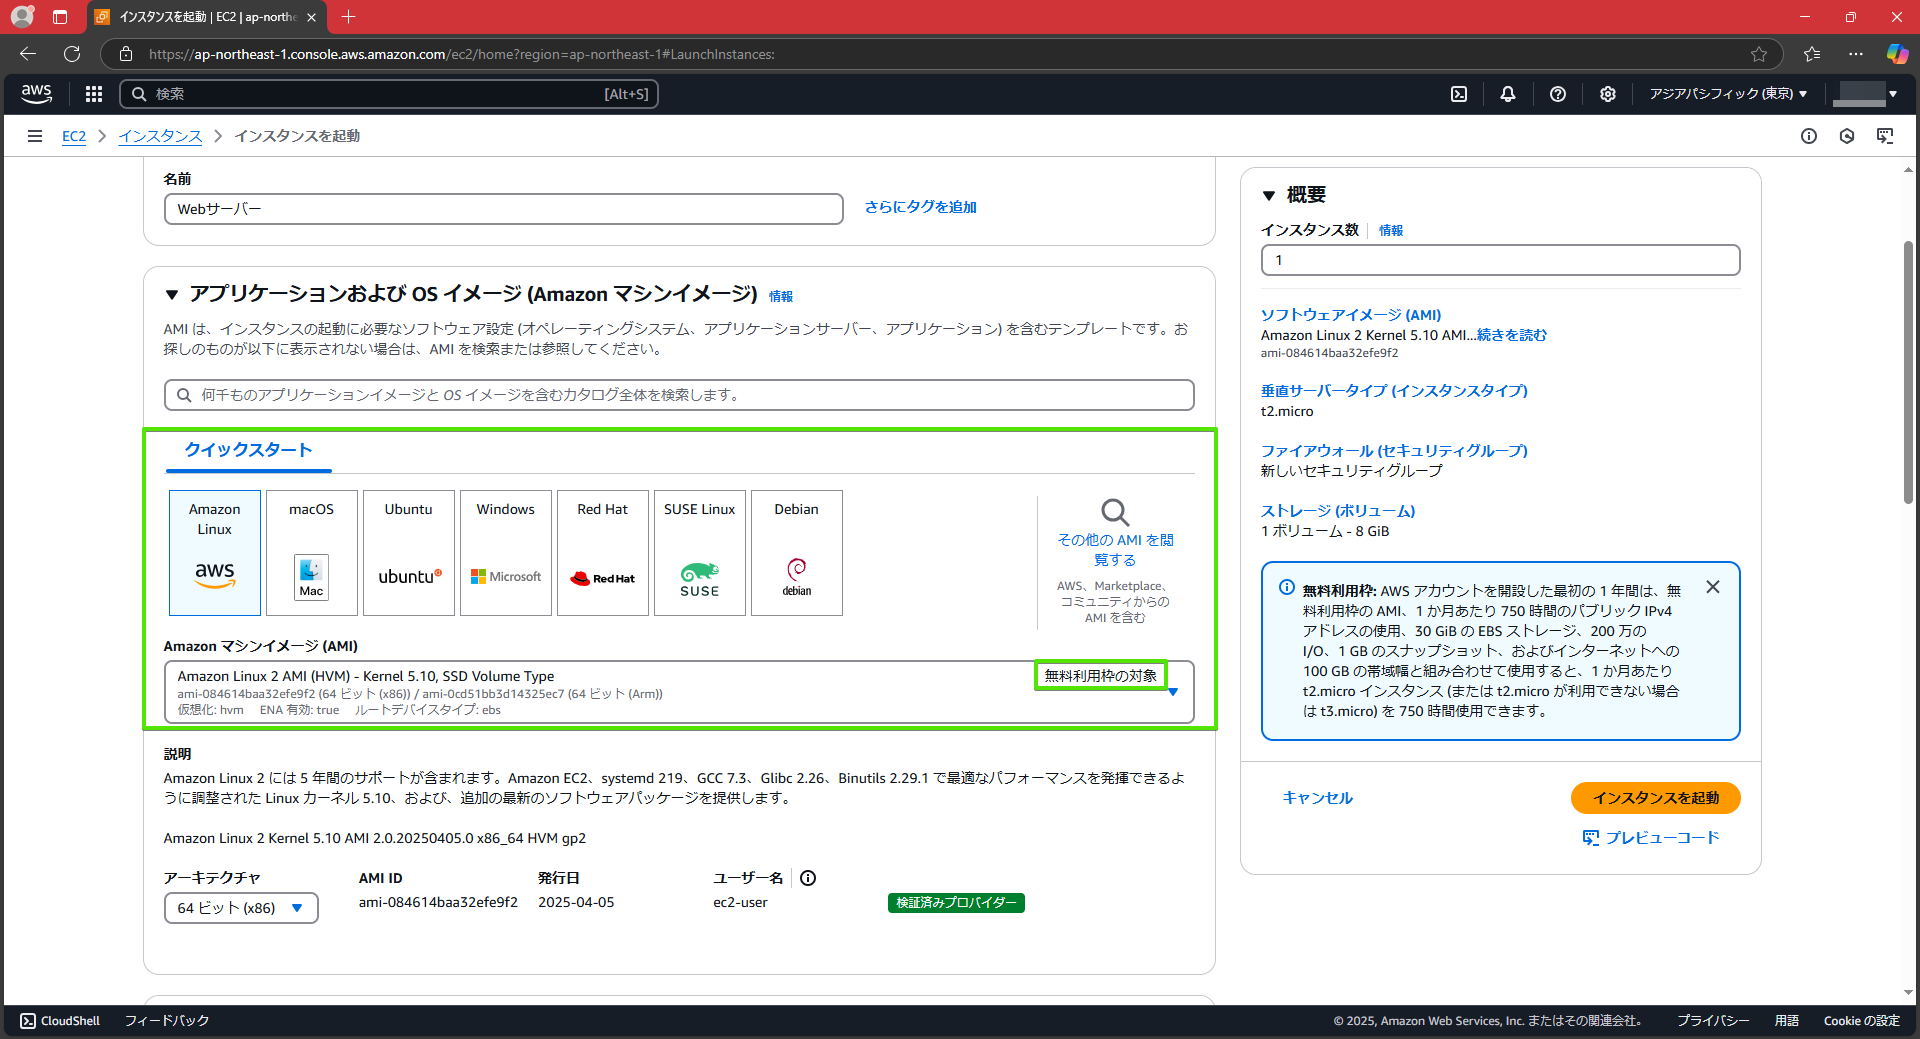 インスタンスを起動 | EC2 | ap-northe
https://ap-northeast-1.console.aws.amazon.com/ec2/home?region=ap-northeast-1#LaunchInstances:
aws
検索
[Alt+S]
アジアパシフィック (東京)
EC2
インスタンス
インスタンスを起動
名前
Webサーバー
さらにタグを追加
アプリケーションおよび OS イメージ (Amazon マシンイメージ) 情報
AMI は、インスタンスの起動に必要なソフトウェア設定 (オペレーティングシステム、アプリケーションサーバー、アプリケーション) を含むテンプレートです。お
探しのものが以下に表示されない場合は、AMI を検索または参照してください。
何千ものアプリケーションイメージと OS イメージを含むカタログ全体を検索します。
クイックスタート
Amazon
Linux
aws
macOS
Mac
Ubuntu
ubuntu
Windows
Microsoft
Red Hat
Red Hat
SUSE Linux
SUSE
Debian
debian
その他の AMI を閲
覧する
AWS、Marketplace、
コミュニティからの
AMI を含む
Amazon マシンイメージ (AMI)
Amazon Linux 2 AMI (HVM) - Kernel 5.10, SSD Volume Type
無料利用枠の対象
ami-084614baa32efe9f2 (64 ビット (x86)) / ami-0cd51bb3d14325ec7 (64 ビット (Arm))
仮想化: hvm ENA 有効: true ルートデバイスタイプ: ebs
説明
Amazon Linux 2 には 5 年間のサポートが含まれます。Amazon EC2、systemd 219、GCC 7.3、Glibc 2.26、Binutils 2.29.1 で最適なパフォーマンスを発揮できるよ
うに調整された Linux カーネル 5.10、および、追加の最新のソフトウェアパッケージを提供します。
Amazon Linux 2 Kernel 5.10 AMI 2.0.20250405.0 x86_64 HVM gp2
アーキテクチャ
64 ビット (x86)
AMI ID
ami-084614baa32efe9f2
発行日
2025-04-05
ユーザー名
ec2-user
検証済みプロバイダー
概要
インスタンス数 情報
1
ソフトウェアイメージ (AMI)
Amazon Linux 2 Kernel 5.10 AMI...続きを読む
ami-084614baa32efe9f2
垂直サーバータイプ (インスタンスタイプ)
t2.micro
ファイアウォール (セキュリティグループ)
新しいセキュリティグループ
ストレージ (ボリューム)
1 ボリューム - 8 GiB
無料利用枠: AWS アカウントを開設した最初の 1 年間は、無
料利用枠の AMI、1 か月あたり 750 時間のパブリック IPv4
アドレスの使用、30 GiB の EBS ストレージ、200 万の
I/O、1 GB のスナップショット、およびインターネットへの
100 GB の帯域幅と組み合わせて使用すると、1 か月あたり
t2.micro インスタンス (または t2.micro が利用できない場合
は t3.micro) を 750 時間使用できます。
キャンセル
インスタンスを起動
プレビューコード
CloudShell
フィードバック
© 2025, Amazon Web Services, Inc. またはその関連会社。
プライバシー
用語
Cookie の設定